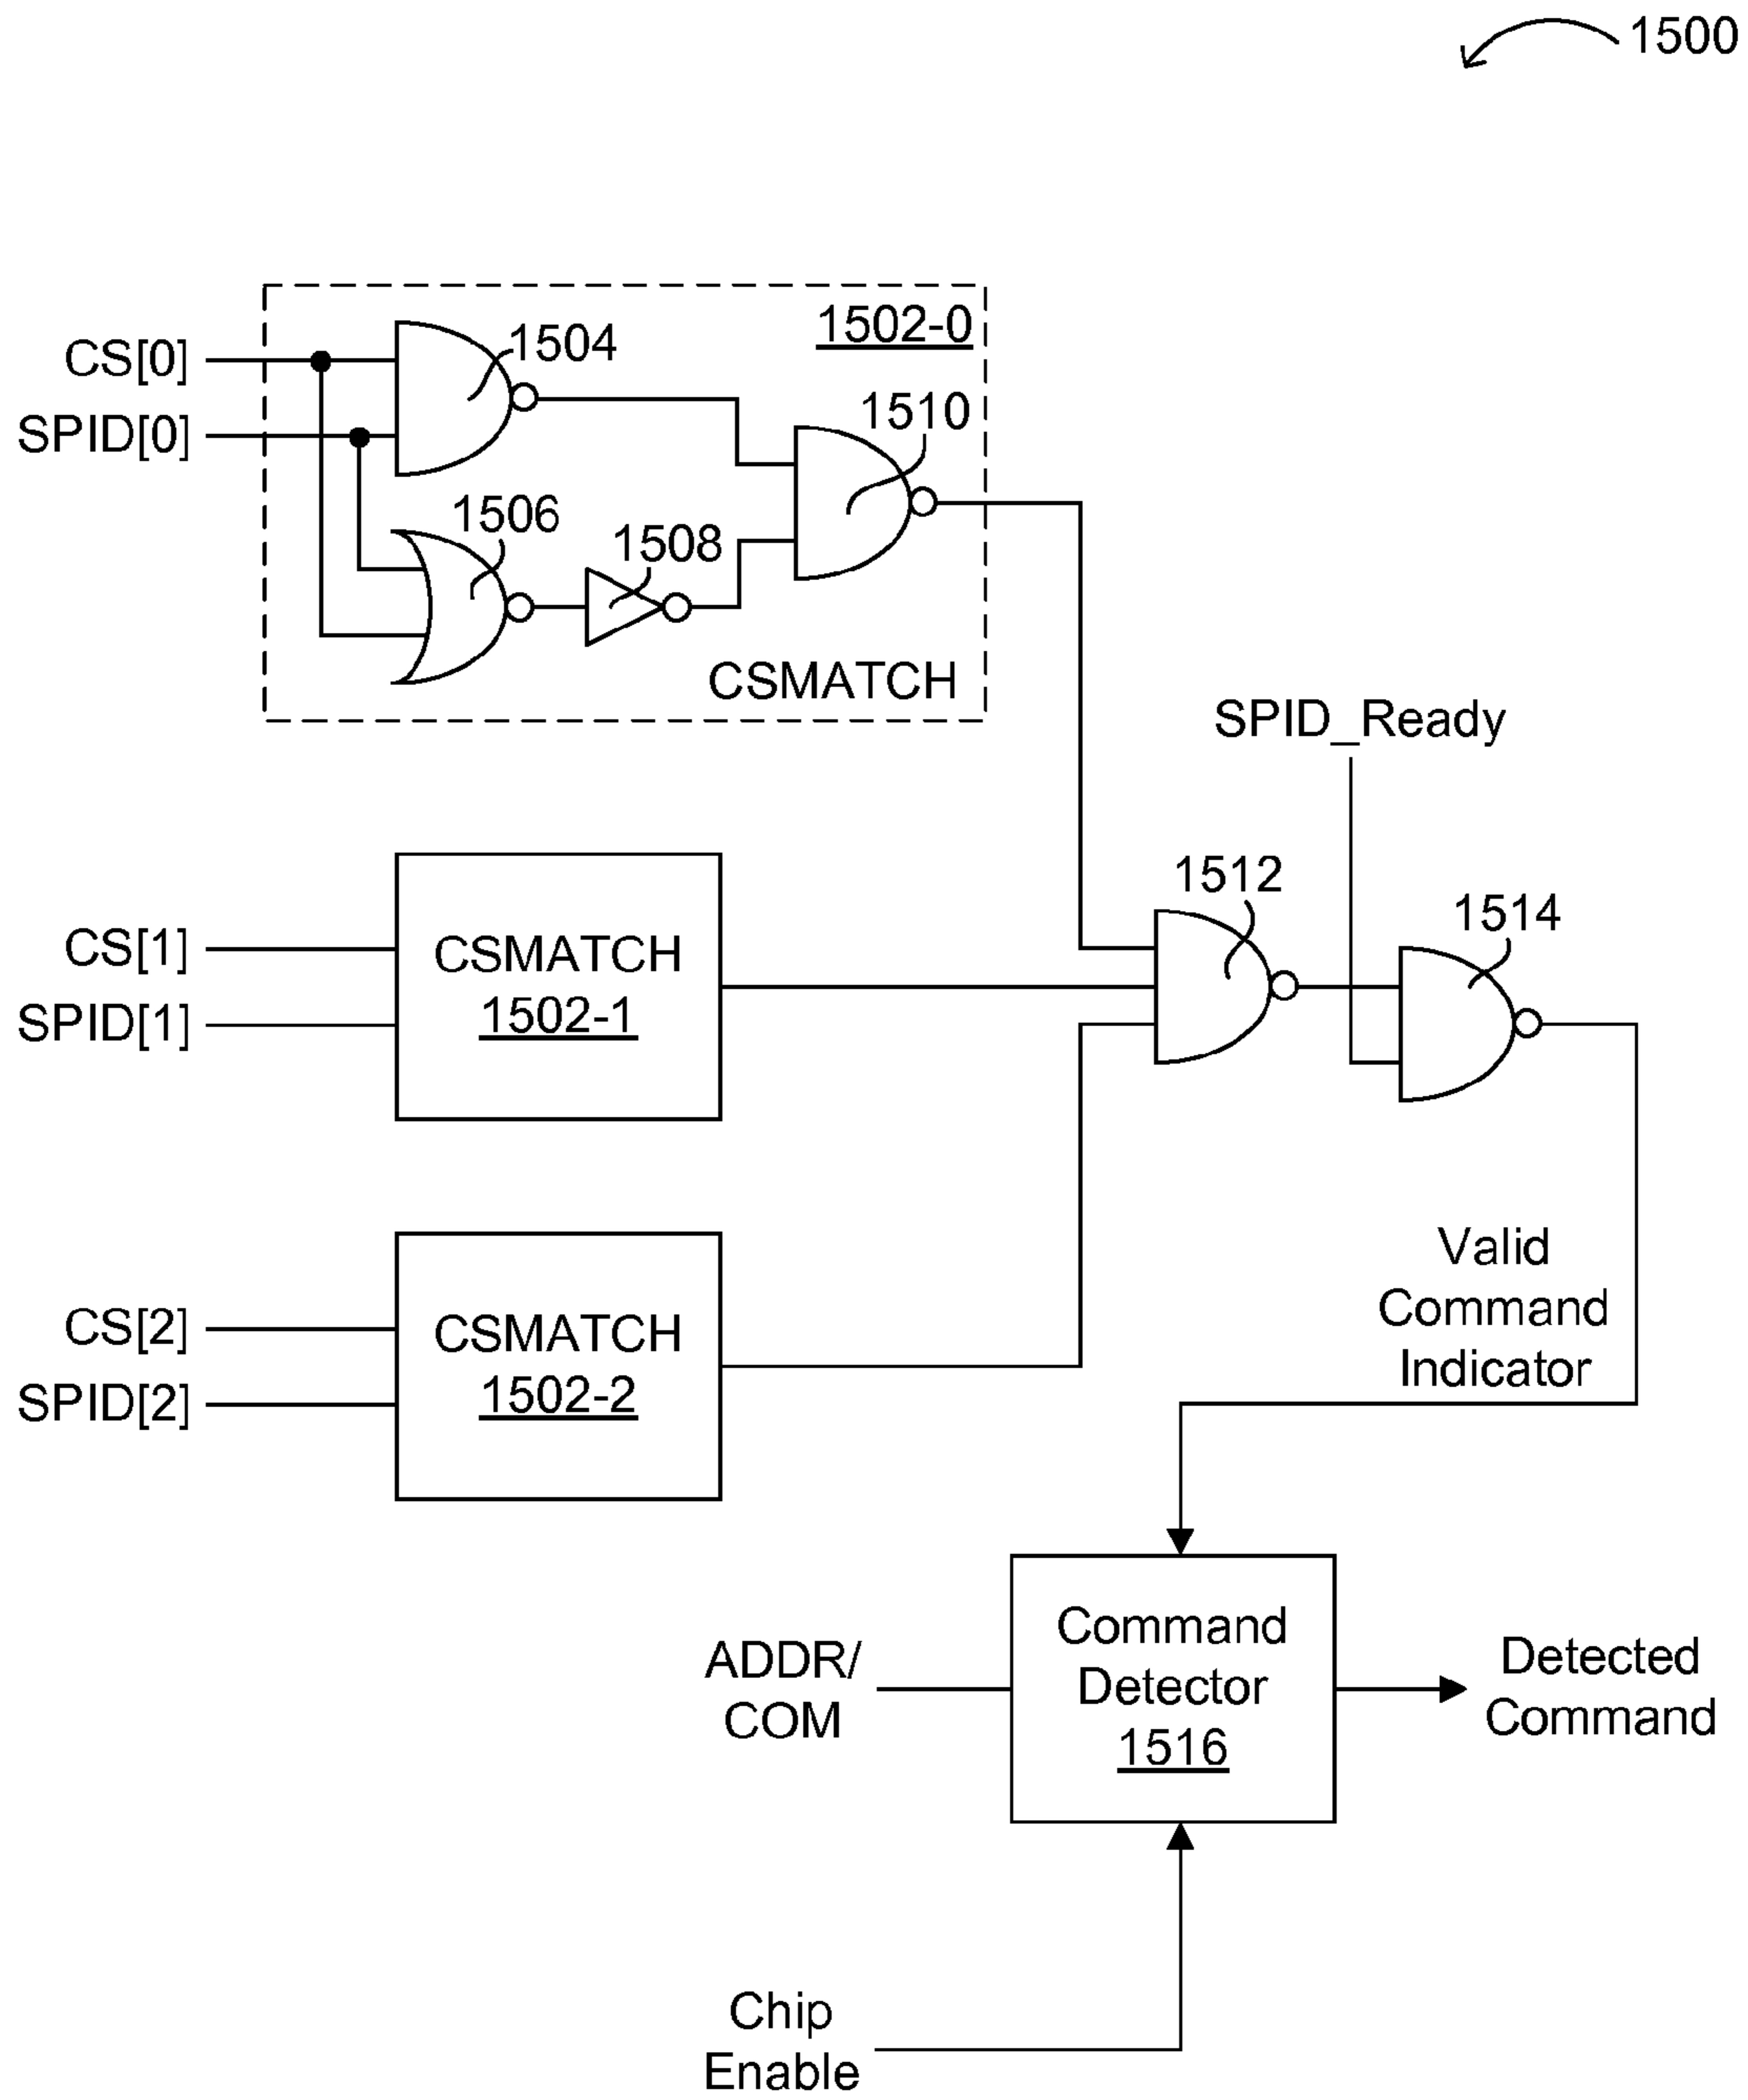 1500
1502-0
CS[0]
1504
SPID[0]
1510
1506
1508
CSMATCH
SPID_Ready
1512
1514
CS[1]
CSMATCH
SPID[1]
1502-1
Valid
Command
Indicator
CS[2]
CSMATCH
SPID[2]
1502-2
ADDR/
COM
Command
Detector
1516
Detected
Command
Chip
Enable